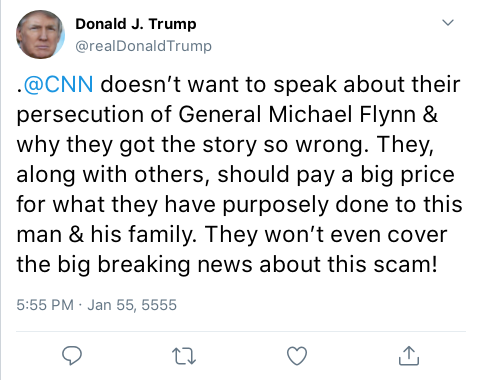 Donald J. Trump
@realDonaldTrump
.@CNN doesn’t want to speak about their
persecution of General Michael Flynn &
why they got the story so wrong. They,
along with others, should pay a big price
for what they have purposely done to this
man & his family. They won’t even cover
the big breaking news about this scam!
5:55 PM · Jan 55, 5555